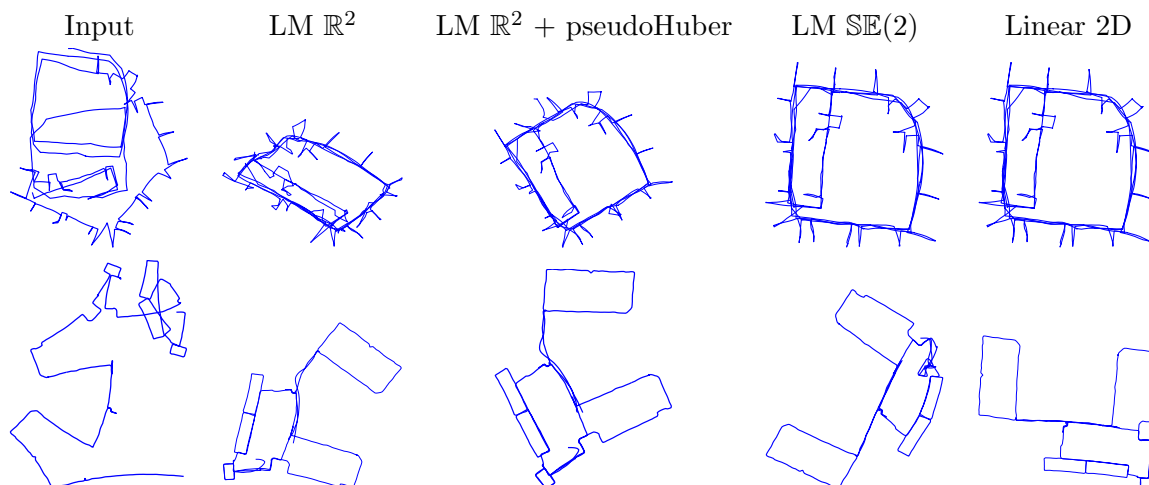 Input LM ℝ² LM ℝ² + pseudoHuber LM 𝕊𝔼(2) Linear 2D